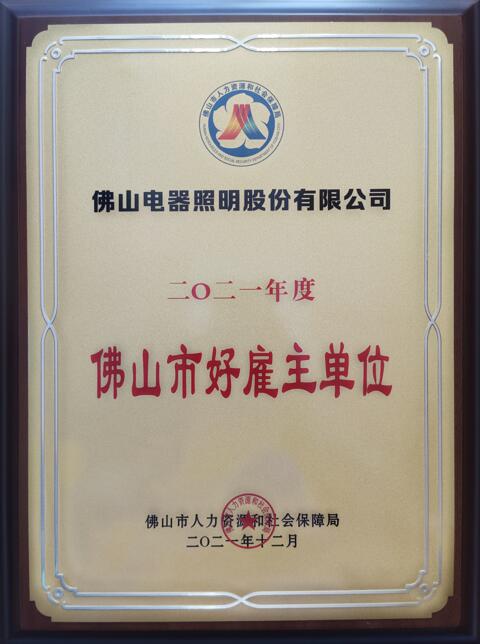 佛山市人力资源和社会保障局
佛山电器照明股份有限公司
二〇二一年度
佛山市好雇主单位
佛山市人力资源和社会保障局
二〇二一年十二月